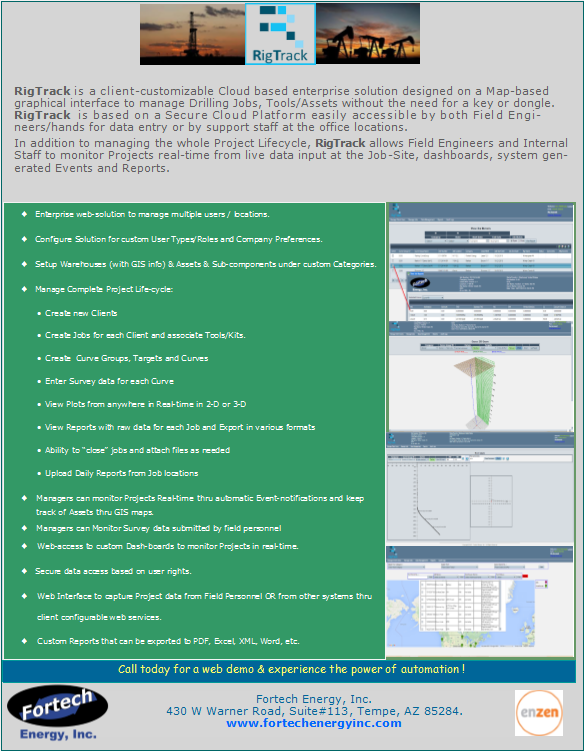 RigTrack
RigTrack is a client-customizable Cloud based enterprise solution designed on a Map-based
graphical interface to manage Drilling Jobs, Tools/Assets without the need for a key or dongle.
RigTrack is based on a Secure Cloud Platform easily accessible by both Field Engi-
neers/hands for data entry or by support staff at the office locations.
In addition to managing the whole Project Lifecycle, RigTrack allows Field Engineers and Internal
Staff to monitor Projects real-time from live data input at the Job-Site, dashboards, system gen-
erated Events and Reports.
♦ Enterprise web-solution to manage multiple users / locations.
♦ Configure Solution for custom User Types/Roles and Company Preferences.
♦ Setup Warehouses (with GIS info) & Assets & Sub-components under custom Categories.
♦ Manage Complete Project Life-cycle:
• Create new Clients
• Create Jobs for each Client and associate Tools/Kits.
• Create Curve Groups, Targets and Curves
• Enter Survey data for each Curve
• View Plots from anywhere in Real-time in 2-D or 3-D
• View Reports with raw data for each Job and Export in various formats
• Ability to “close” jobs and attach files as needed
• Upload Daily Reports from Job locations
♦ Managers can monitor Projects Real-time thru automatic Event-notifications and keep
track of Assets thru GIS maps.
♦ Managers can Monitor Survey data submitted by field personnel
♦ Web-access to custom Dash-boards to monitor Projects in real-time.
♦ Secure data access based on user rights.
♦ Web Interface to capture Project data from Field Personnel OR from other systems thru
client configurable web services.
♦ Custom Reports that can be exported to PDF, Excel, XML, Word, etc.
Call today for a web demo & experience the power of automation !
Fortech
Energy, Inc.
Fortech Energy, Inc.
430 W Warner Road, Suite#113, Tempe, AZ 85284.
www.fortechenergyinc.com
enzen